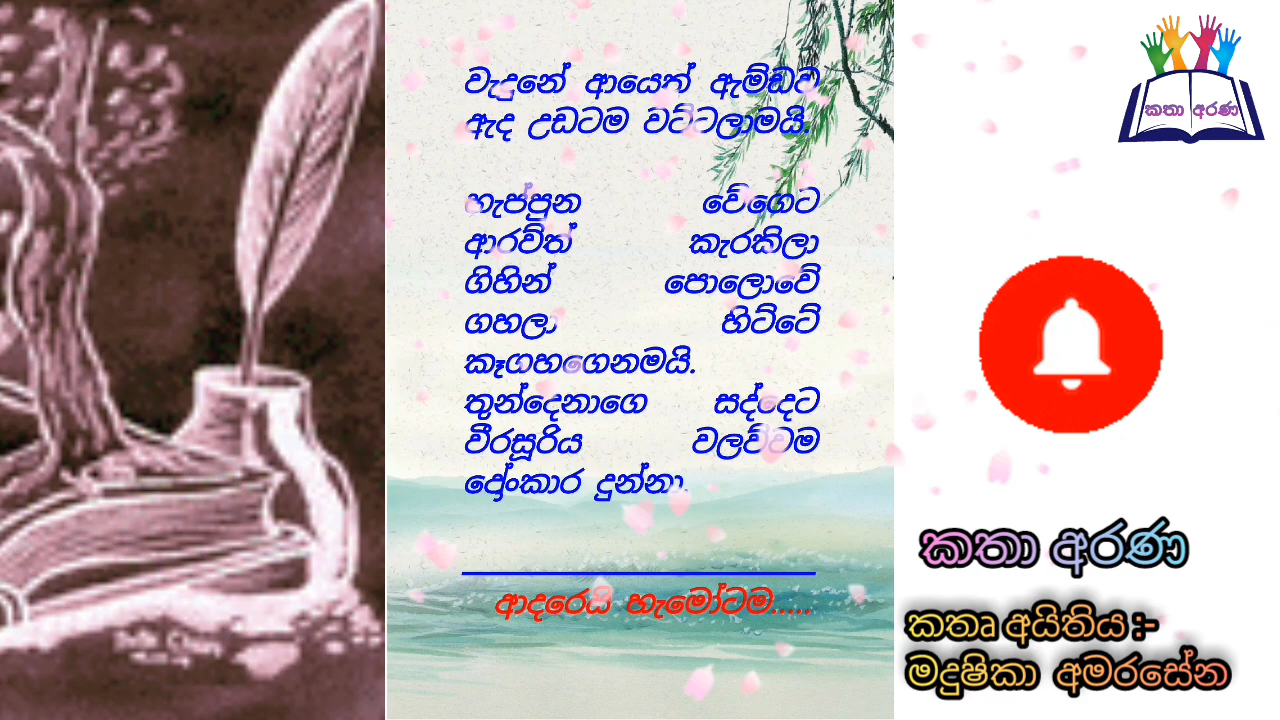 වැදුනේ ආයෙත් ඇම්ඩව
ඇද උඩටම වට්ටලාමයි.
හැප්පුන වේගෙට
ආරවිත් කැරකිලා
ගිහින් පොලොවේ
ගහලා හිට්ටේ
කෑගහගෙනමයි.
තුන්දෙනාගෙ සද්දෙට
වීරසූරිය වලව්වම
දෝංකාර දුන්නා.
ආදරෙයි හැමෝටම.....
කතා අරණ
කතා අරණ
කතෘ අයිතිය :-
මදුෂිකා අමරසේන